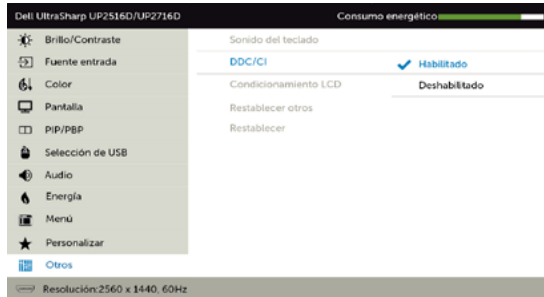 Dell UltraSharp UP2516D/UP2716D
Consumo energético
Brillo/Contraste
Fuente entrada
Color
Pantalla
PIP/PBP
Selección de USB
Audio
Energía
Menú
Personalizar
Otros
Sonido del teclado
DDC/CI
Condicionamiento LCD
Restablecer otros
Restablecer
Habilitado
Deshabilitado
Resolución:2560 x 1440, 60Hz